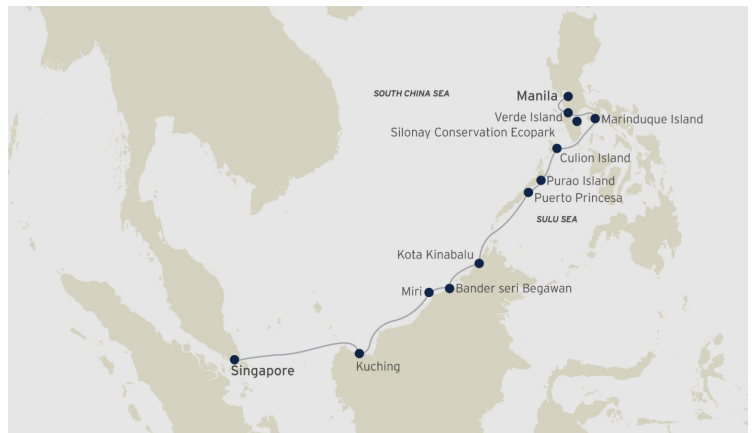 SOUTH CHINA SEA
Manila
Verde Island
Marinduque Island
Silonay Conservation Ecopark
Culion Island
Purao Island
Puerto Princesa
SULU SEA
Kota Kinabalu
Miri
Bander seri Begawan
Singapore
Kuching